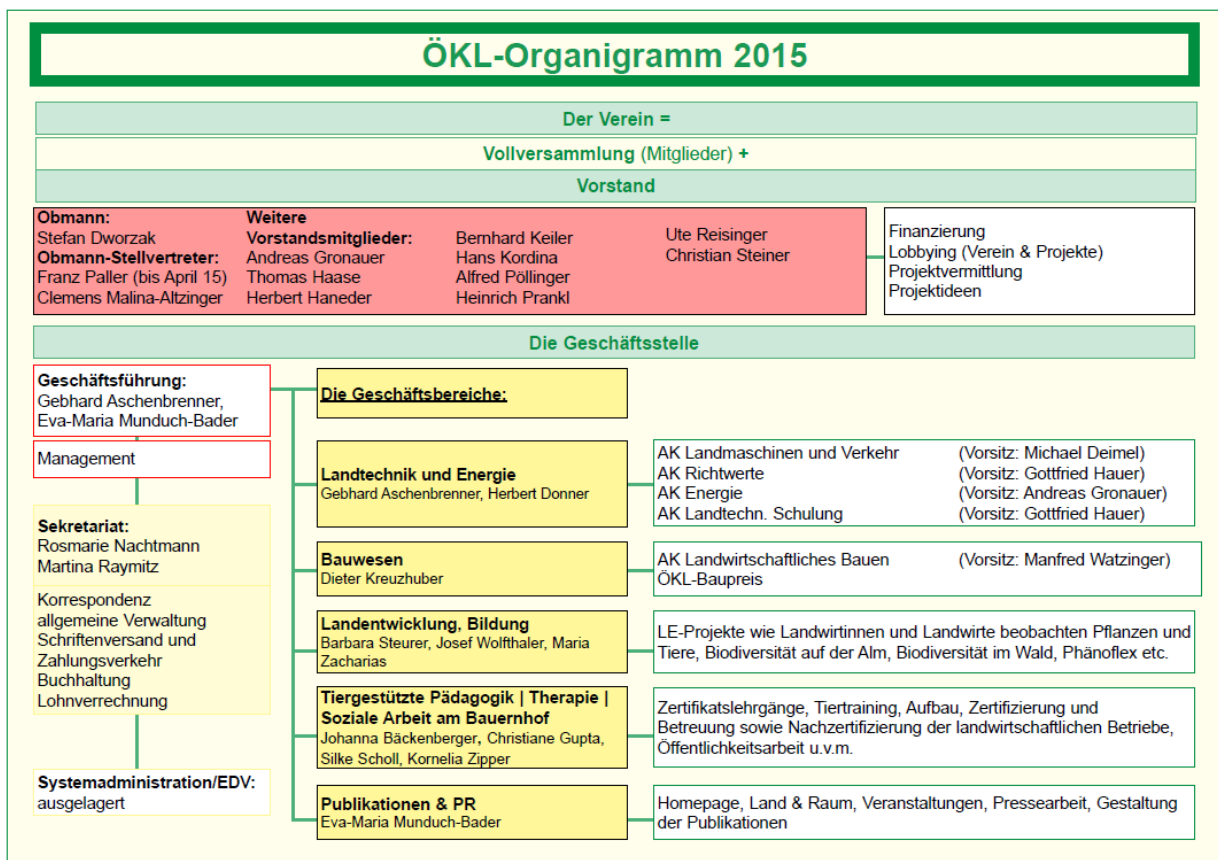 ÖKL-Organigramm 2015
Der Verein =
Vollversammlung (Mitglieder) +
Vorstand
Obmann:
Stefan Dworzak
Obmann-Stellvertreter:
Franz Paller (bis April 15)
Clemens Malina-Altzinger
Weitere
Vorstandsmitglieder:
Andreas Gronauer
Thomas Haase
Herbert Haneder
Bernhard Keiler
Hans Kordina
Alfred Pöllinger
Heinrich Prankl
Ute Reisinger
Christian Steiner
Finanzierung
Lobbying (Verein & Projekte)
Projektvermittlung
Projektideen
Die Geschäftsstelle
Geschäftsführung:
Gebhard Aschenbrenner,
Eva-Maria Munduch-Bader
Management
Sekretariat:
Rosmarie Nachtmann
Martina Raymitz
Korrespondenz
allgemeine Verwaltung
Schriftenversand und
Zahlungsverkehr
Buchhaltung
Lohnverrechnung
Systemadministration/EDV:
ausgelagert
Die Geschäftsbereiche:
Landtechnik und Energie
Gebhard Aschenbrenner, Herbert Donner
AK Landmaschinen und Verkehr (Vorsitz: Michael Deimel)
AK Richtwerte (Vorsitz: Gottfried Hauer)
AK Energie (Vorsitz: Andreas Gronauer)
AK Landtechn. Schulung (Vorsitz: Gottfried Hauer)
Bauwesen
Dieter Kreuzhuber
AK Landwirtschaftliches Bauen (Vorsitz: Manfred Watzinger)
ÖKL-Baupreis
Landentwicklung, Bildung
Barbara Steurer, Josef Wolfthaler, Maria
Zacharias
LE-Projekte wie Landwirtinnen und Landwirte beobachten Pflanzen und
Tiere, Biodiversität auf der Alm, Biodiversität im Wald, Phänoflex etc.
Tiergestützte Pädagogik | Therapie |
Soziale Arbeit am Bauernhof
Johanna Bäckenberger, Christiane Gupta,
Silke Scholl, Kornelia Zipper
Zertifikatslehrgänge, Tiertraining, Aufbau, Zertifizierung und
Betreuung sowie Nachzertifizierung der landwirtschaftlichen Betriebe,
Öffentlichkeitsarbeit u.v.m.
Publikationen & PR
Eva-Maria Munduch-Bader
Homepage, Land & Raum, Veranstaltungen, Pressearbeit, Gestaltung
der Publikationen